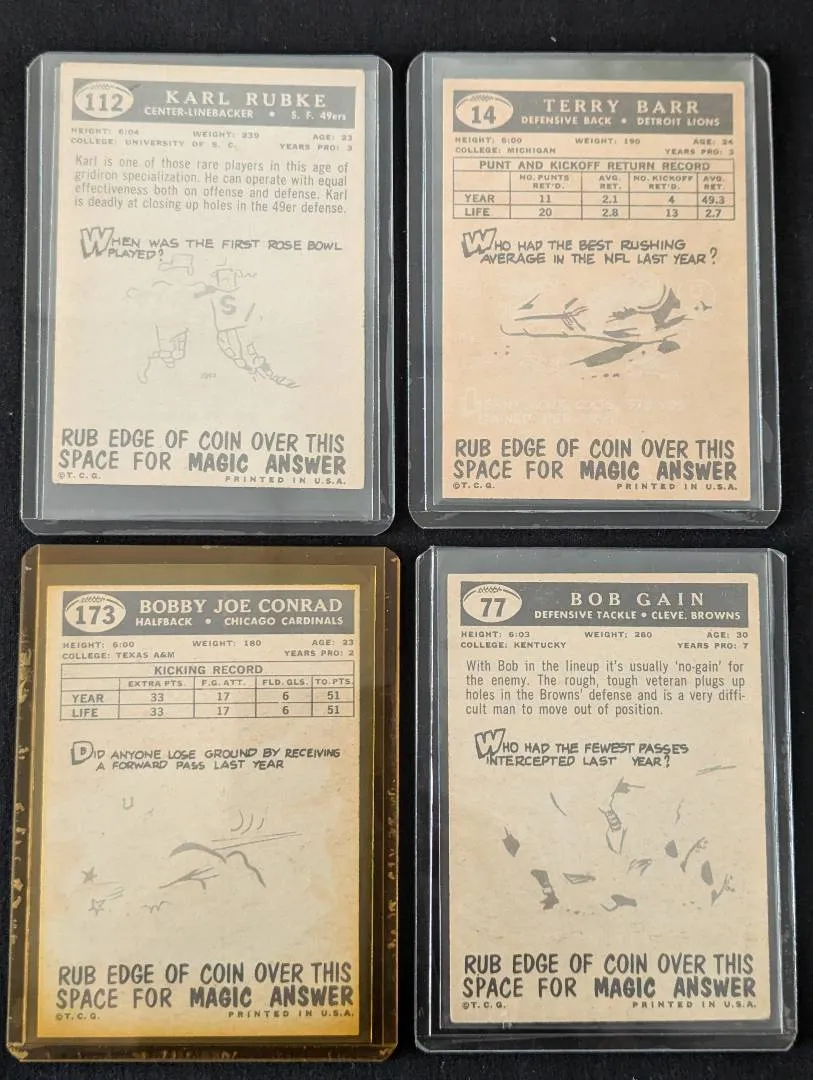 112
KARL RUBKE
CENTER-LINEBACKER • S. F. 49ers
HEIGHT: 6:04 WEIGHT: 239 AGE: 23
COLLEGE: UNIVERSITY OF S. C. YEARS PRO: 3
Karl is one of those rare players in this age of
gridiron specialization. He can operate with equal
effectiveness both on offense and defense. Karl
is deadly at closing up holes in the 49er defense.
WHEN WAS THE FIRST ROSE BOWL
PLAYED?
S
RUB EDGE OF COIN OVER THIS
SPACE FOR MAGIC ANSWER
©T. C. G. PRINTED IN U.S.A.
14
TERRY BARR
DEFENSIVE BACK • DETROIT LIONS
HEIGHT: 6:00 WEIGHT: 190 AGE: 24
COLLEGE: MICHIGAN YEARS PRO: 3
PUNT AND KICKOFF RETURN RECORD
NO. PUNTS AVG. NO. KICKOFF AVG.
RET'D. RET. RET'D. RET.
YEAR 11 2.1 4 49.3
LIFE 20 2.8 13 2.7
WHO HAD THE BEST RUSHING
AVERAGE IN THE NFL LAST YEAR?
RUB EDGE OF COIN OVER THIS
SPACE FOR MAGIC ANSWER
©T. C. G. PRINTED IN U.S.A.
173
BOBBY JOE CONRAD
HALFBACK • CHICAGO CARDINALS
HEIGHT: 6:00 WEIGHT: 180 AGE: 23
COLLEGE: TEXAS A&M YEARS PRO: 2
KICKING RECORD
EXTRA PTS. F.G. ATT. FLD. GLS. TO. PTS.
YEAR 33 17 6 51
LIFE 33 17 6 51
DID ANYONE LOSE GROUND BY RECEIVING
A FORWARD PASS LAST YEAR
RUB EDGE OF COIN OVER THIS
SPACE FOR MAGIC ANSWER
©T. C. G. PRINTED IN U.S.A.
77
BOB GAIN
DEFENSIVE TACKLE • CLEVE. BROWNS
HEIGHT: 6:03 WEIGHT: 260 AGE: 30
COLLEGE: KENTUCKY YEARS PRO: 7
With Bob in the lineup it's usually 'no-gain' for
the enemy. The rough, tough veteran plugs up
holes in the Browns' defense and is a very diffi-
cult man to move out of position.
WHO HAD THE FEWEST PASSES
INTERCEPTED LAST YEAR?
RUB EDGE OF COIN OVER THIS
SPACE FOR MAGIC ANSWER
©T. C. G. PRINTED IN U.S.A.